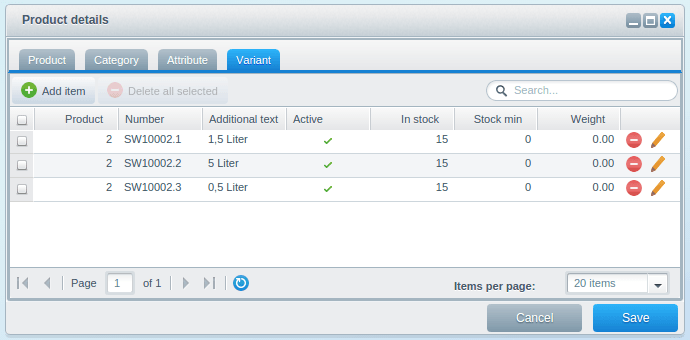 Product details
Product Category Attribute Variant
Add item Delete all selected Search...
Product Number Additional text Active In stock Stock min Weight
2 SW10002.1 1,5 Liter 15 0 0.00
2 SW10002.2 5 Liter 15 0 0.00
2 SW10002.3 0,5 Liter 15 0 0.00
Page 1 of 1 Items per page: 20 items
Cancel Save